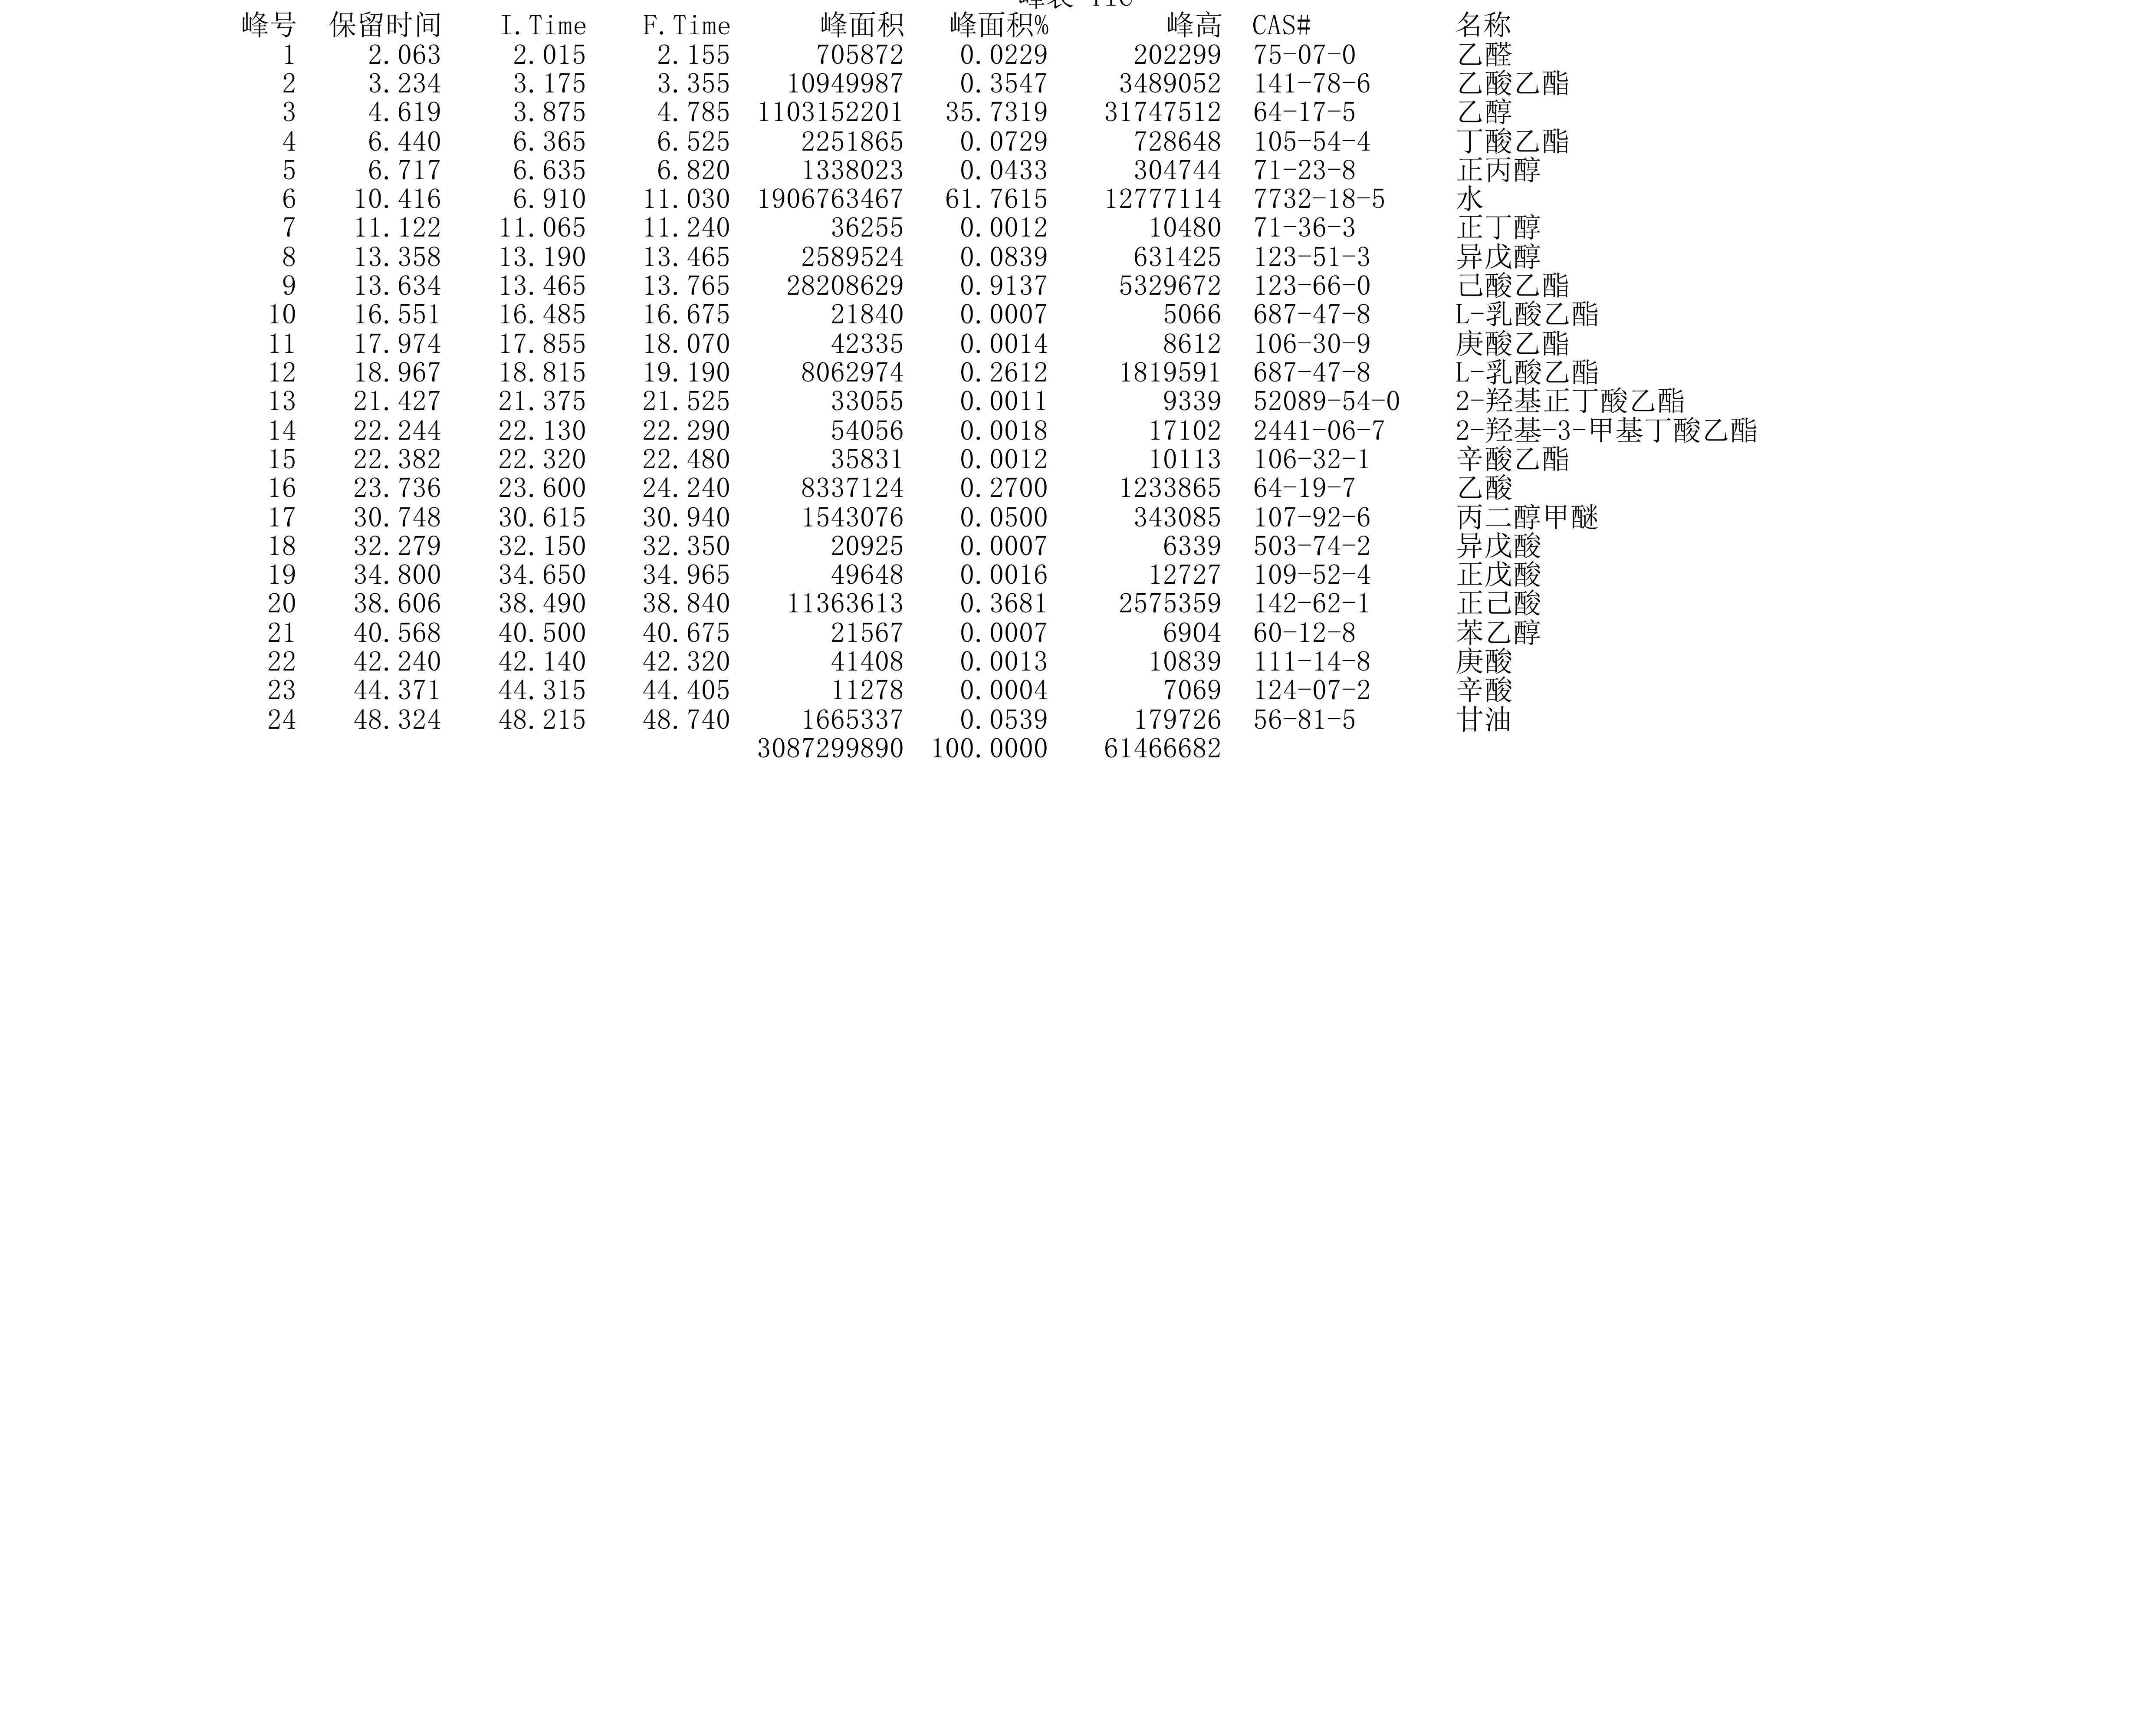 峰号 保留时间 I.Time F.Time 峰面积 峰面积% 峰高 CAS# 名称
1 2.063 2.015 2.155 705872 0.0229 202299 75-07-0 乙醛
2 3.234 3.175 3.355 10949987 0.3547 3489052 141-78-6 乙酸乙酯
3 4.619 3.875 4.785 1103152201 35.7319 31747512 64-17-5 乙醇
4 6.440 6.365 6.525 2251865 0.0729 728648 105-54-4 丁酸乙酯
5 6.717 6.635 6.820 1338023 0.0433 304744 71-23-8 正丙醇
6 10.416 6.910 11.030 1906763467 61.7615 12777114 7732-18-5 水
7 11.122 11.065 11.240 36255 0.0012 10480 71-36-3 正丁醇
8 13.358 13.190 13.465 2589524 0.0839 631425 123-51-3 异戊醇
9 13.634 13.465 13.765 28208629 0.9137 5329672 123-66-0 己酸乙酯
10 16.551 16.485 16.675 21840 0.0007 5066 687-47-8 L-乳酸乙酯
11 17.974 17.855 18.070 42335 0.0014 8612 106-30-9 庚酸乙酯
12 18.967 18.815 19.190 8062974 0.2612 1819591 687-47-8 L-乳酸乙酯
13 21.427 21.375 21.525 33055 0.0011 9339 52089-54-0 2-羟基正丁酸乙酯
14 22.244 22.130 22.290 54056 0.0018 17102 2441-06-7 2-羟基-3-甲基丁酸乙酯
15 22.382 22.320 22.480 35831 0.0012 10113 106-32-1 辛酸乙酯
16 23.736 23.600 24.240 8337124 0.2700 1233865 64-19-7 乙酸
17 30.748 30.615 30.940 1543076 0.0500 343085 107-92-6 丙二醇甲醚
18 32.279 32.150 32.350 20925 0.0007 6339 503-74-2 异戊酸
19 34.800 34.650 34.965 49648 0.0016 12727 109-52-4 正戊酸
20 38.606 38.490 38.840 11363613 0.3681 2575359 142-62-1 正己酸
21 40.568 40.500 40.675 21567 0.0007 6904 60-12-8 苯乙醇
22 42.240 42.140 42.320 41408 0.0013 10839 111-14-8 庚酸
23 44.371 44.315 44.405 11278 0.0004 7069 124-07-2 辛酸
24 48.324 48.215 48.740 1665337 0.0539 179726 56-81-5 甘油
3087299890 100.0000 61466682